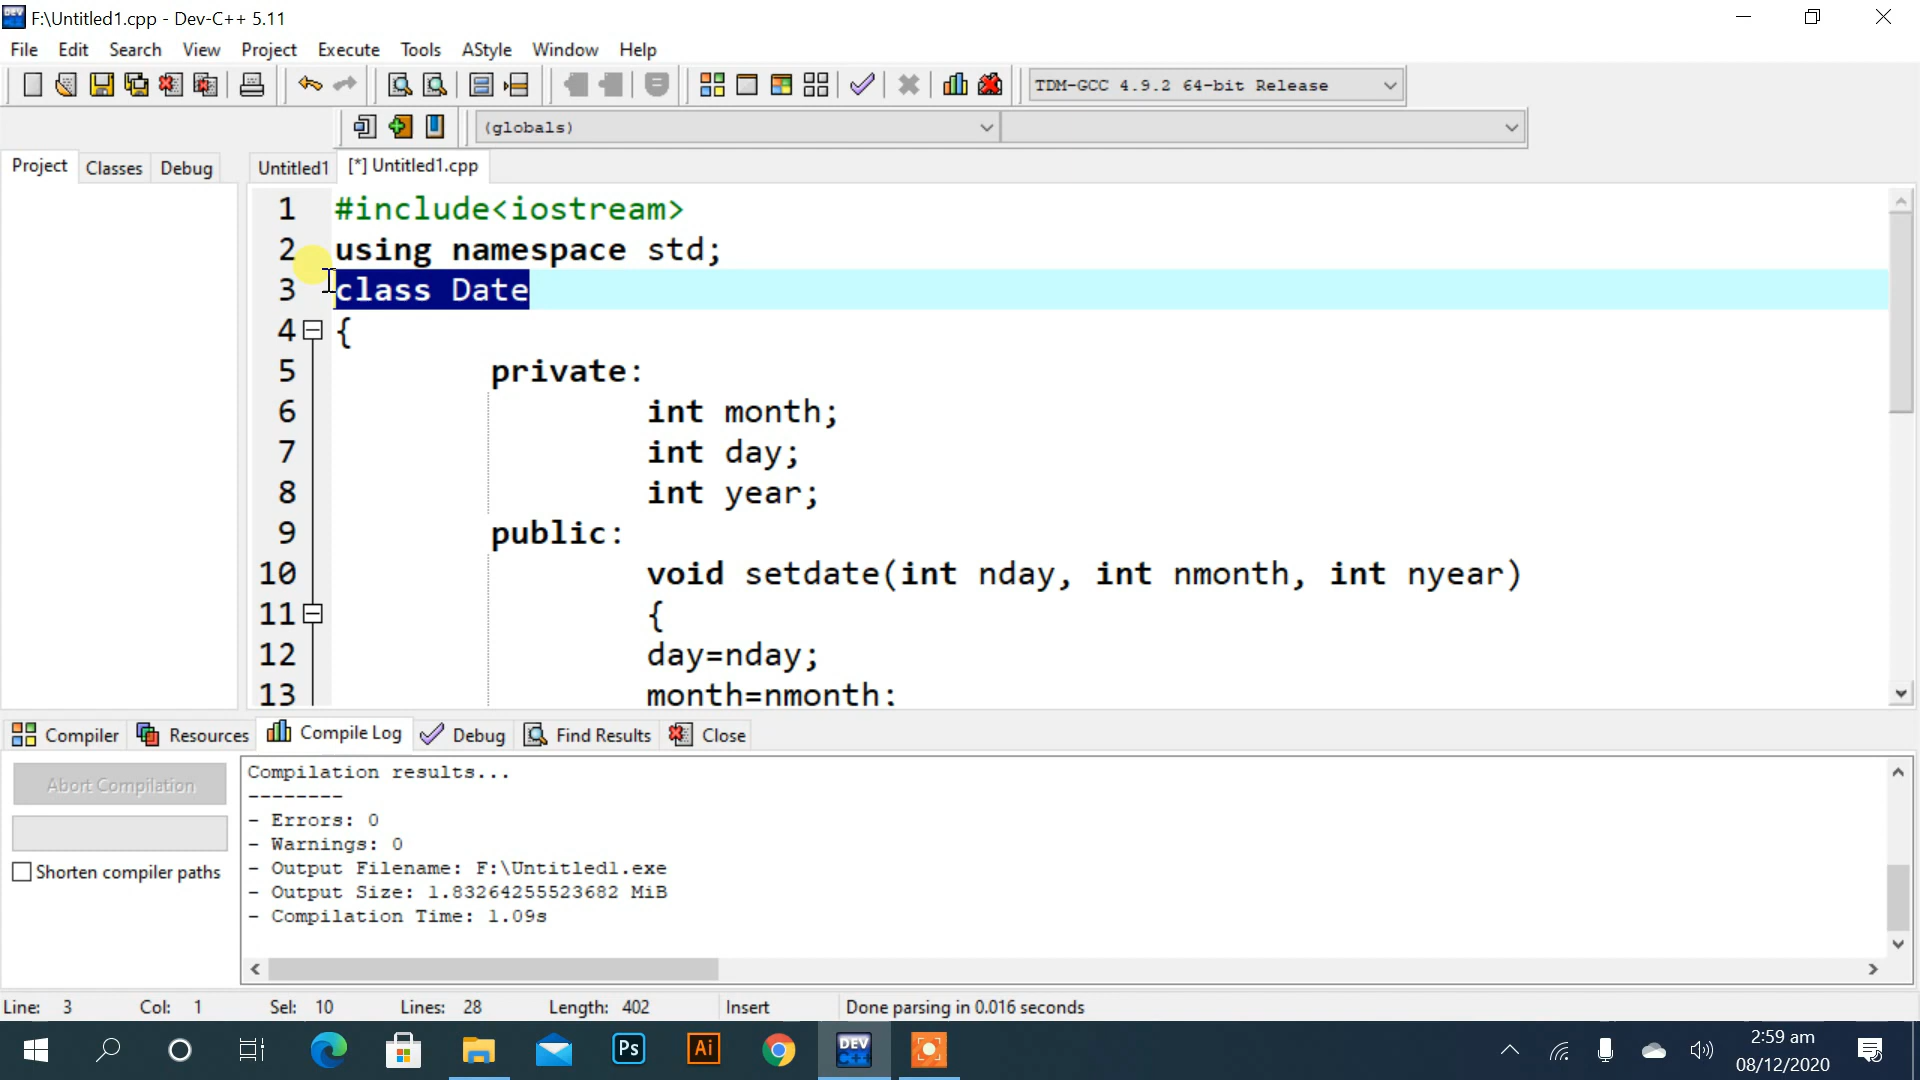 F:\Untitled1.cpp - Dev-C++ 5.11
File Edit Search View Project Execute Tools AStyle Window Help
TDM-GCC 4.9.2 64-bit Release
(globals)
Project Classes Debug Untitled1 [*] Untitled1.cpp
1 #include<iostream>
2 using namespace std;
3 class Date
4 {
5 private:
6 int month;
7 int day;
8 int year;
9 public:
10 void setdate(int nday, int nmonth, int nyear)
11 {
12 day=nday;
13 month=nmonth;
Compiler Resources Compile Log Debug Find Results Close
Abort Compilation
Shorten compiler paths
Compilation results...
--------
- Errors: 0
- Warnings: 0
- Output Filename: F:\Untitled1.exe
- Output Size: 1.83264255523682 MiB
- Compilation Time: 1.09s
Line: 3 Col: 1 Sel: 10 Lines: 28 Length: 402 Insert Done parsing in 0.016 seconds
Ps Ai DEV C++
2:59 am
08/12/2020